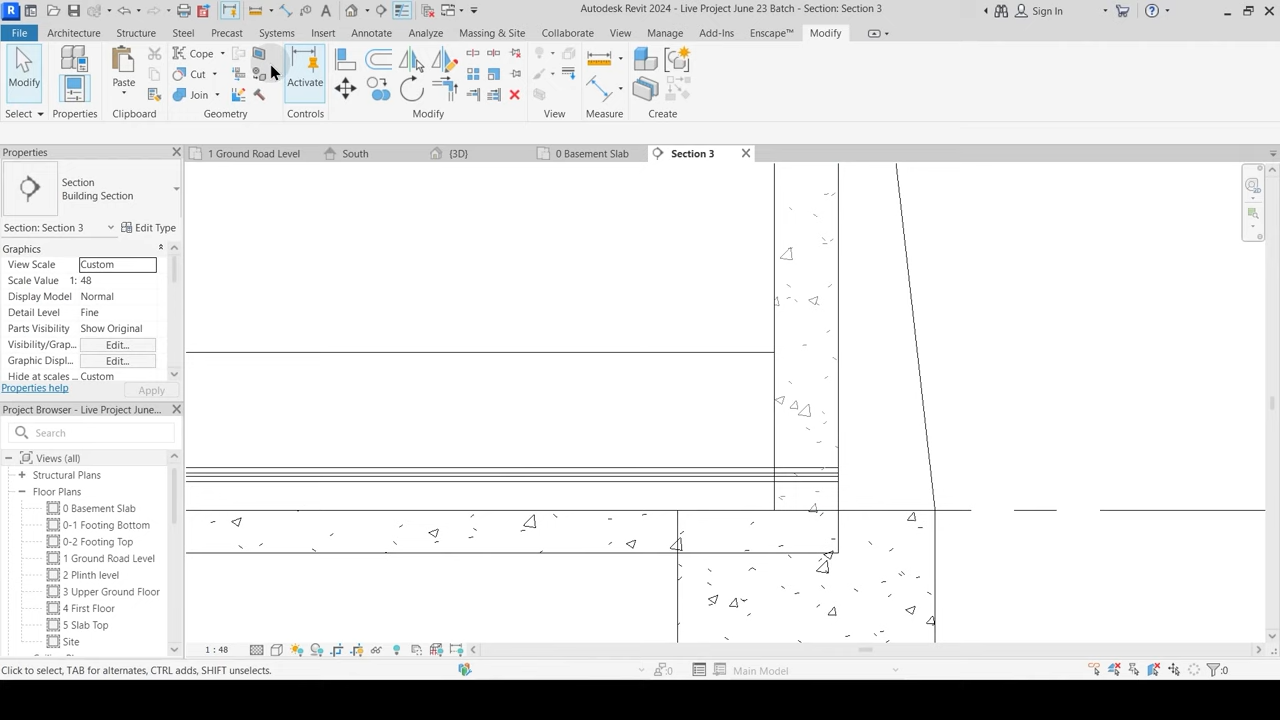 Autodesk Revit 2024 - Live Project June 23 Batch - Section: Section 3
Sign In
File Architecture Structure Steel Precast Systems Insert Annotate Analyze Massing & Site Collaborate View Manage Add-Ins Enscape™ Modify
Modify
Paste
Cope
Cut
Join
Activate
Select Properties Clipboard Geometry Controls Modify View Measure Create
Properties
1 Ground Road Level South {3D} 0 Basement Slab Section 3
Section
Building Section
Section: Section 3 Edit Type
Graphics
View Scale Custom
Scale Value 1: 48
Display Model Normal
Detail Level Fine
Parts Visibility Show Original
Visibility/Grap... Edit...
Graphic Displ... Edit...
Hide at scales ... Custom
Properties help Apply
Project Browser - Live Project June...
Search
Views (all)
Structural Plans
Floor Plans
0 Basement Slab
0-1 Footing Bottom
0-2 Footing Top
1 Ground Road Level
2 Plinth level
3 Upper Ground Floor
4 First Floor
5 Slab Top
Site
1 : 48
Click to select, TAB for alternates, CTRL adds, SHIFT unselects.
:0
Main Model
:0